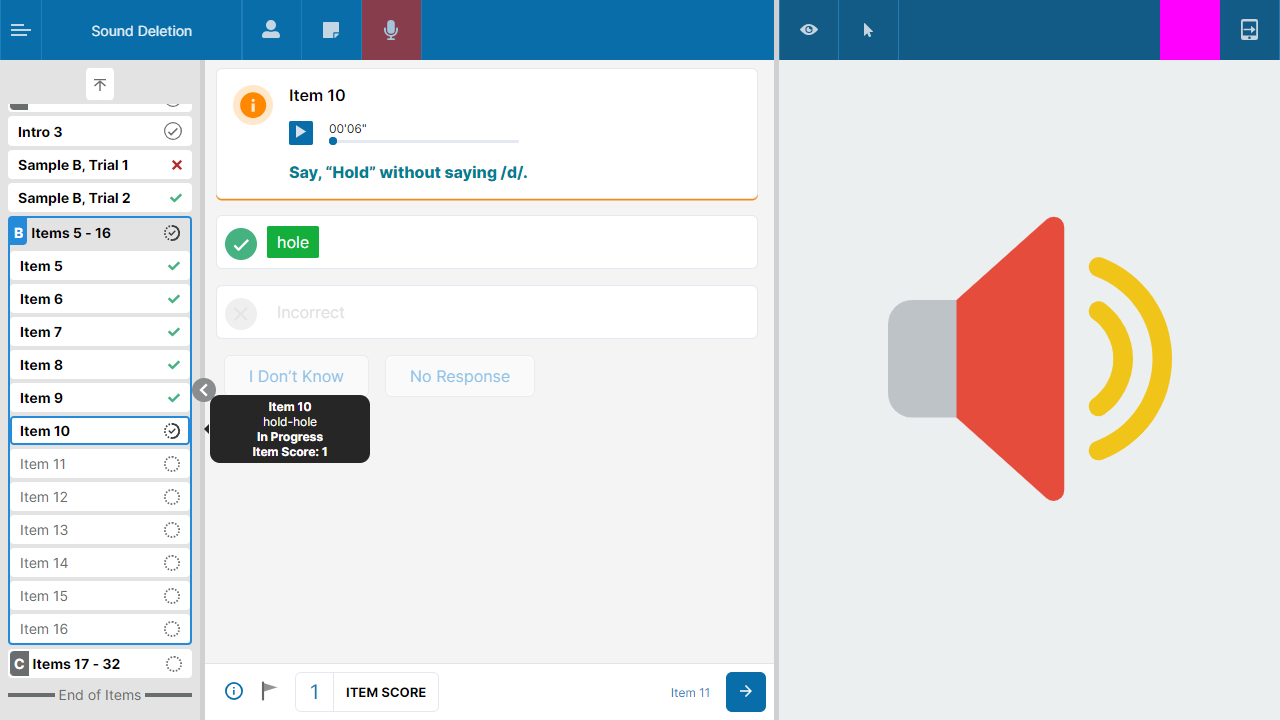 Sound Deletion
Intro 3
Sample B, Trial 1
Sample B, Trial 2
B Items 5 - 16
Item 5
Item 6
Item 7
Item 8
Item 9
Item 10
Item 11
Item 12
Item 13
Item 14
Item 15
Item 16
C Items 17 - 32
End of Items
Item 10
00'06"
Say, “Hold” without saying /d/.
hole
Incorrect
I Don’t Know
No Response
Item 10
hold-hole
In Progress
Item Score: 1
1 ITEM SCORE
Item 11